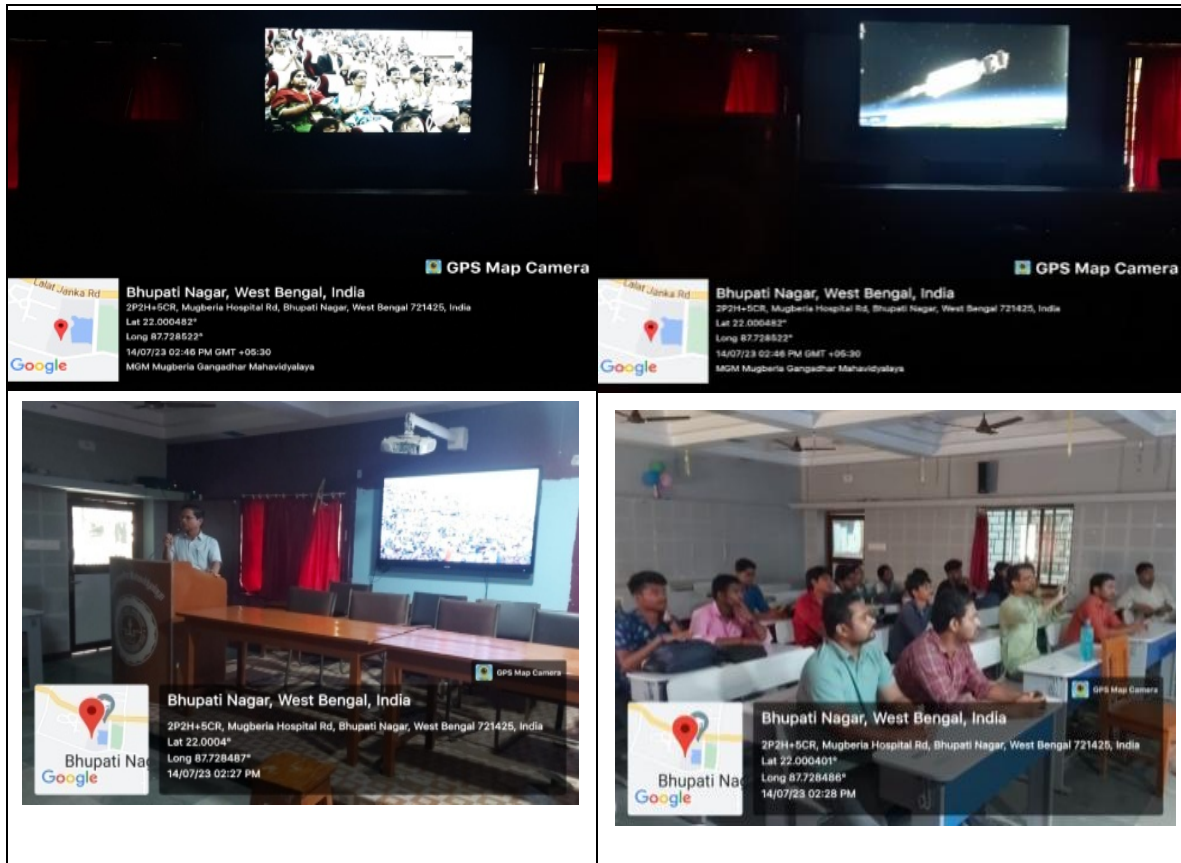 GPS Map Camera
Lalat Janka Rd
Google
Bhupati Nagar, West Bengal, India
2P2H+5CR, Mugberia Hospital Rd, Bhupati Nagar, West Bengal 721425, India
Lat 22.000482°
Long 87.728522°
14/07/23 02:46 PM GMT +05:30
MGM Mugberia Gangadhar Mahavidyalaya
GPS Map Camera
Lalat Janka Rd
Google
Bhupati Nagar, West Bengal, India
2P2H+5CR, Mugberia Hospital Rd, Bhupati Nagar, West Bengal 721425, India
Lat 22.000482°
Long 87.728522°
14/07/23 02:46 PM GMT +05:30
MGM Mugberia Gangadhar Mahavidyalaya
GPS Map Camera
Bhupati Nag
Google
Bhupati Nagar, West Bengal, India
2P2H+5CR, Mugberia Hospital Rd, Bhupati Nagar, West Bengal 721425, India
Lat 22.0004°
Long 87.728487°
14/07/23 02:27 PM
GPS Map Camera
Bhupati Nag
Google
Bhupati Nagar, West Bengal, India
2P2H+5CR, Mugberia Hospital Rd, Bhupati Nagar, West Bengal 721425, India
Lat 22.000401°
Long 87.728486°
14/07/23 02:28 PM